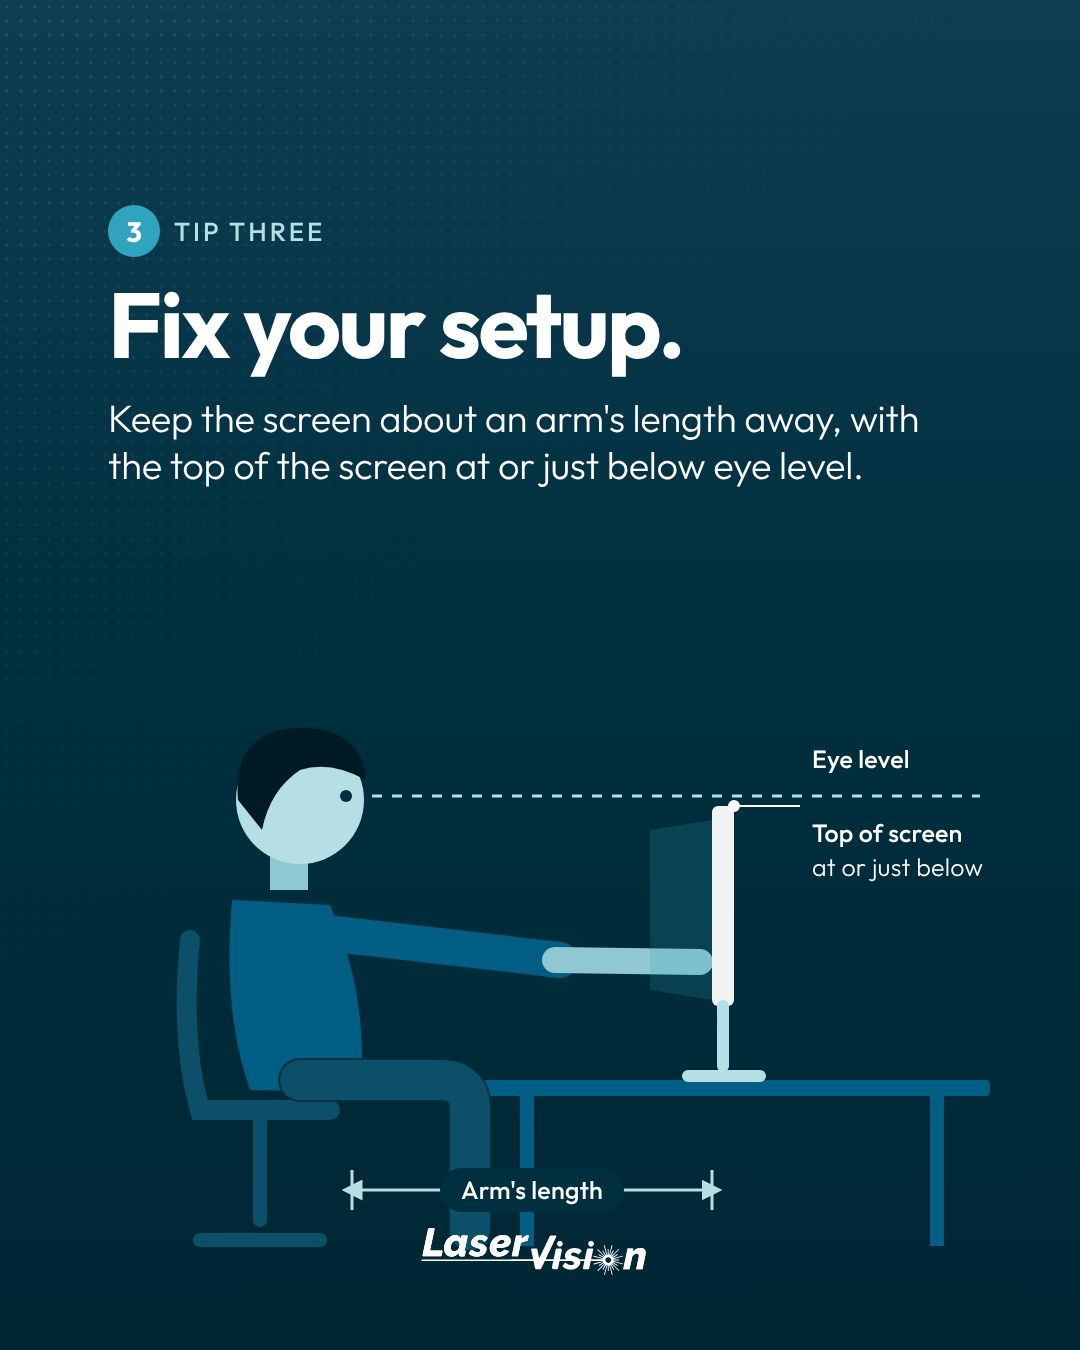 3 TIP THREE
Fix your setup.
Keep the screen about an arm's length away, with
the top of the screen at or just below eye level.
Eye level
Top of screen
at or just below
Arm's length
LaserVision